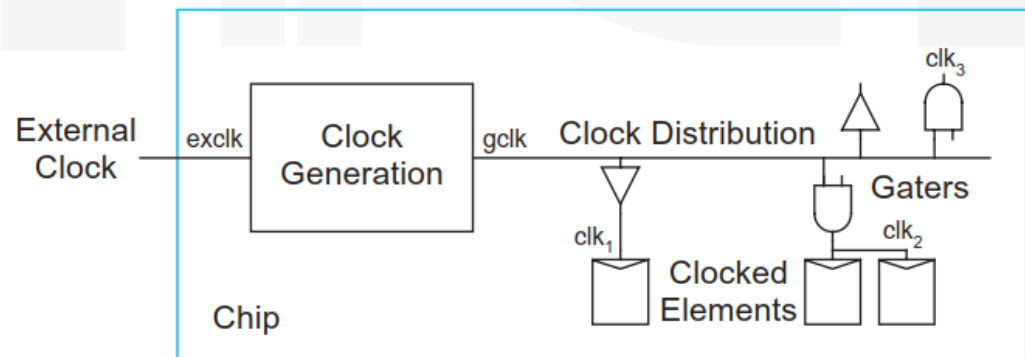 External
Clock
exclk
Clock
Generation
gclk
Clock Distribution
clk3
Gaters
clk1
clk2
Clocked
Elements
Chip